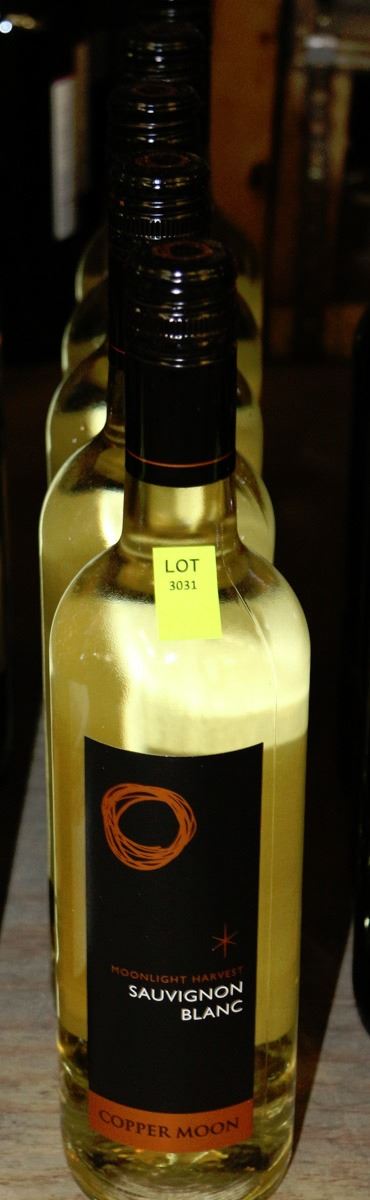 LOT
3031
MOONLIGHT HARVEST
SAUVIGNON
BLANC
COPPER MOON